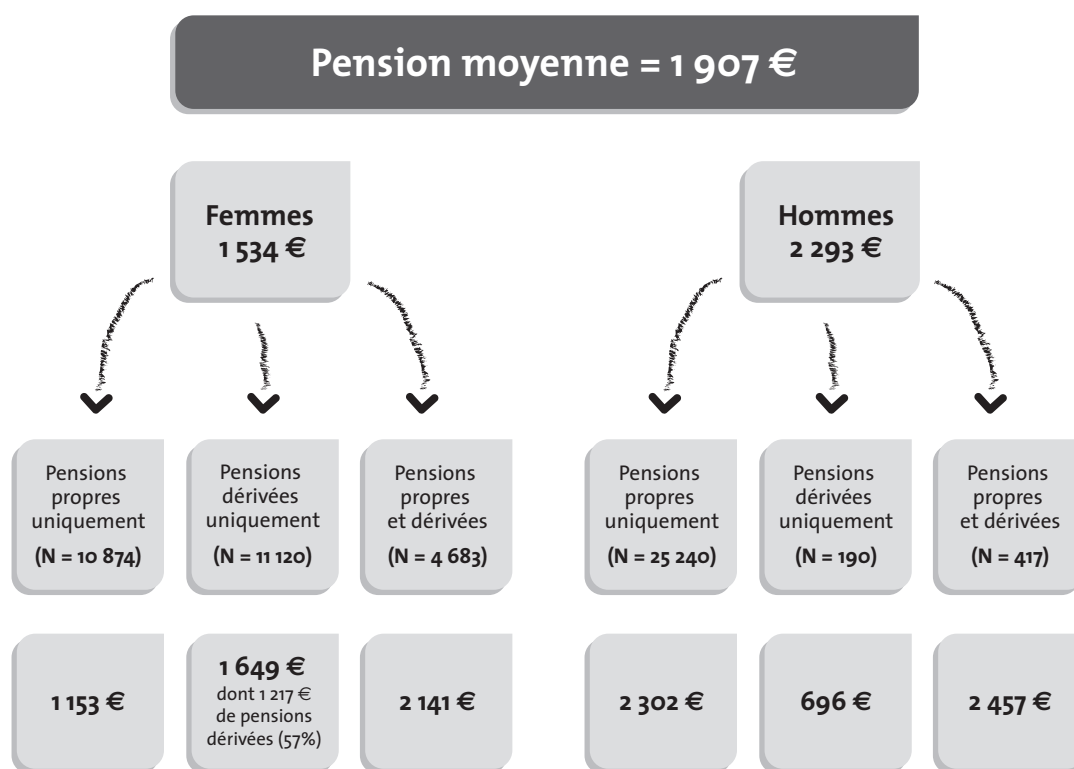 Pension moyenne = 1 907 €
Femmes
1 534 €
Hommes
2 293 €
Pensions
propres
uniquement
(N = 10 874)
Pensions
dérivées
uniquement
(N = 11 120)
Pensions
propres
et dérivées
(N = 4 683)
Pensions
propres
uniquement
(N = 25 240)
Pensions
dérivées
uniquement
(N = 190)
Pensions
propres
et dérivées
(N = 417)
1 153 €
1 649 €
dont 1 217 €
de pensions
dérivées (57%)
2 141 €
2 302 €
696 €
2 457 €